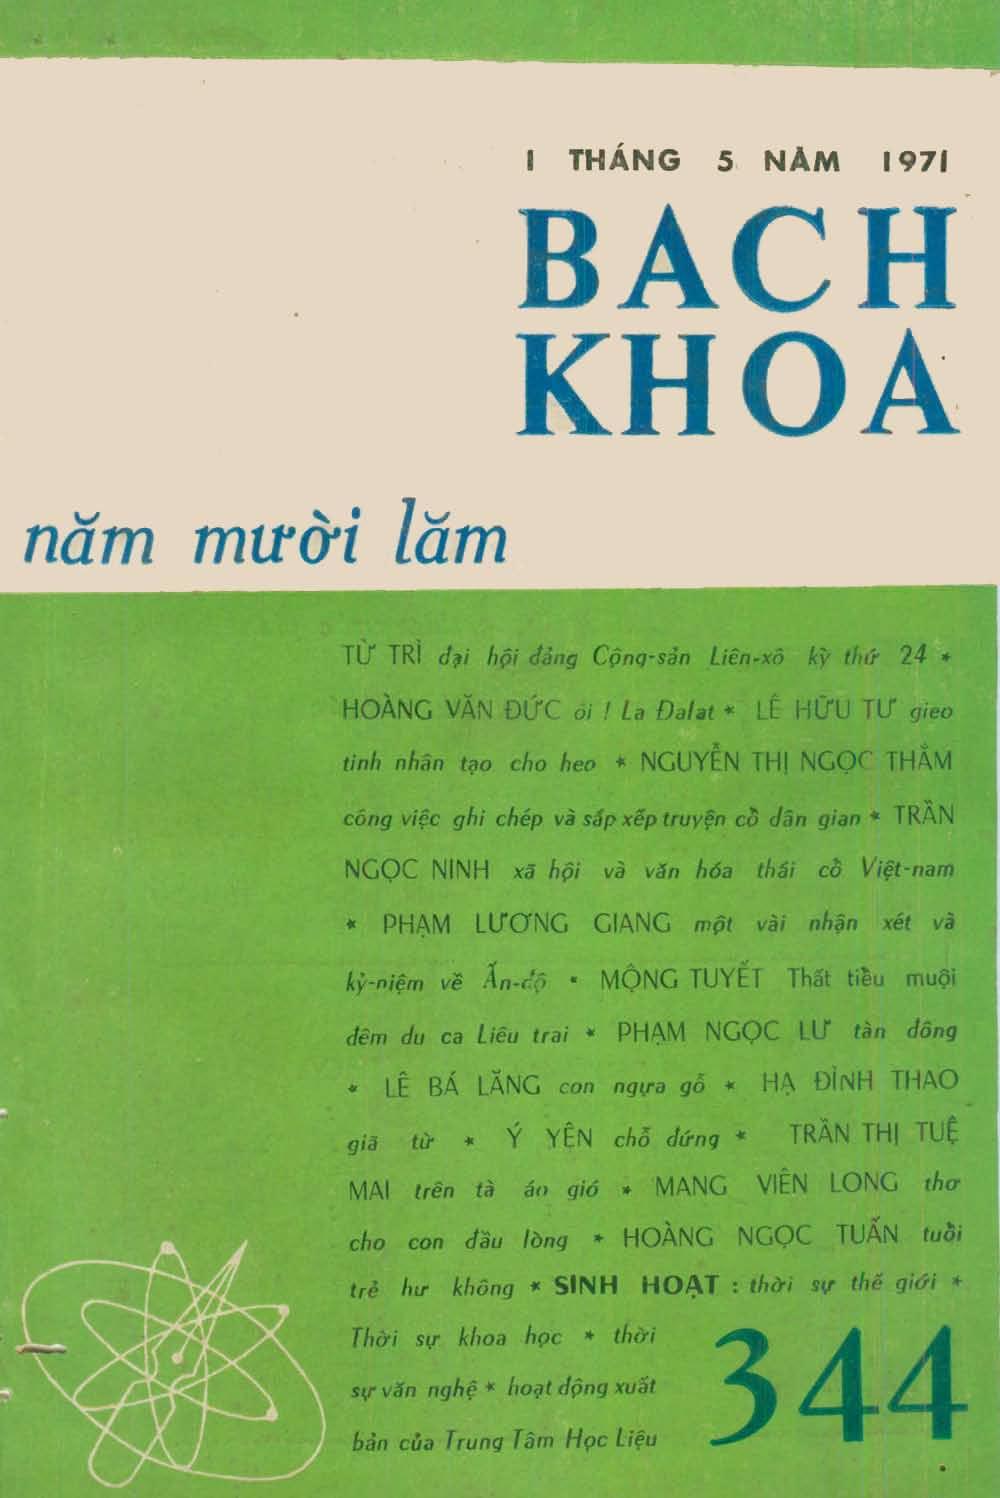 1 THÁNG 5 NĂM 1971
BACH
KHOA
năm mười lăm
TỪ TRÌ đại hội đảng Cộng-sản Liên-xô kỳ thứ 24 *
HOÀNG VĂN ĐỨC ôi ! La Đalat * LÊ HỮU TƯ gieo
tinh nhân tạo cho heo * NGUYỄN THỊ NGỌC THẮM
công việc ghi chép và sắp xếp truyện cổ dân gian * TRẦN
NGỌC NINH xã hội và văn hóa thái cổ Việt-nam
* PHẠM LƯƠNG GIANG một vài nhận xét và
kỷ-niệm về Ấn-độ * MỘNG TUYẾT Thất tiểu muội
đêm du ca Liêu trai * PHẠM NGỌC LƯ tàn đông
* LÊ BÁ LĂNG con ngựa gỗ * HẠ ĐÌNH THAO
giã từ * Ý YÊN chỗ đứng * TRẦN THỊ TUỆ
MAI trên tà áo gió * MANG VIÊN LONG thơ
cho con đầu lòng * HOÀNG NGỌC TUẤN tuổi
trẻ hư không * SINH HOẠT : thời sự thế giới *
Thời sự khoa học * thời
sự văn nghệ * hoạt động xuất
bản của Trung Tâm Học Liệu
344